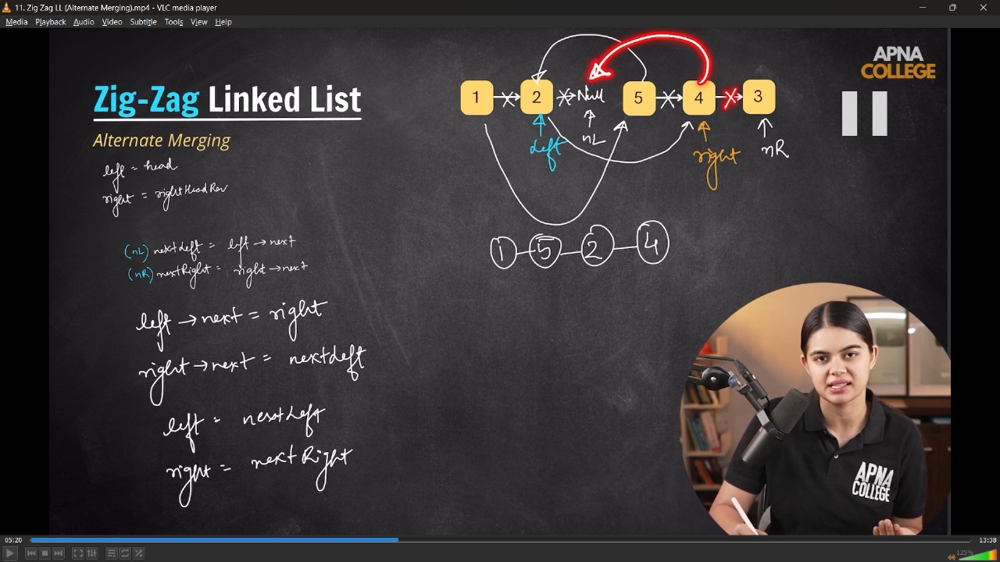 11. Zig Zag LL (Alternate Merging).mp4 - VLC media player
Media Playback Audio Video Subtitle Tools View Help
APNA
COLLEGE
Zig-Zag Linked List
Alternate Merging
1 2 Null 5 4 3
left nL right nR
left = head
right = rightHeadRev
1 5 2 4
(nL) nextLeft = left → next
(nR) nextRight = right → next
left → next = right
right → next = nextLeft
left = nextLeft
right = nextRight
APNA
COLLEGE
05:20 13:38
125%